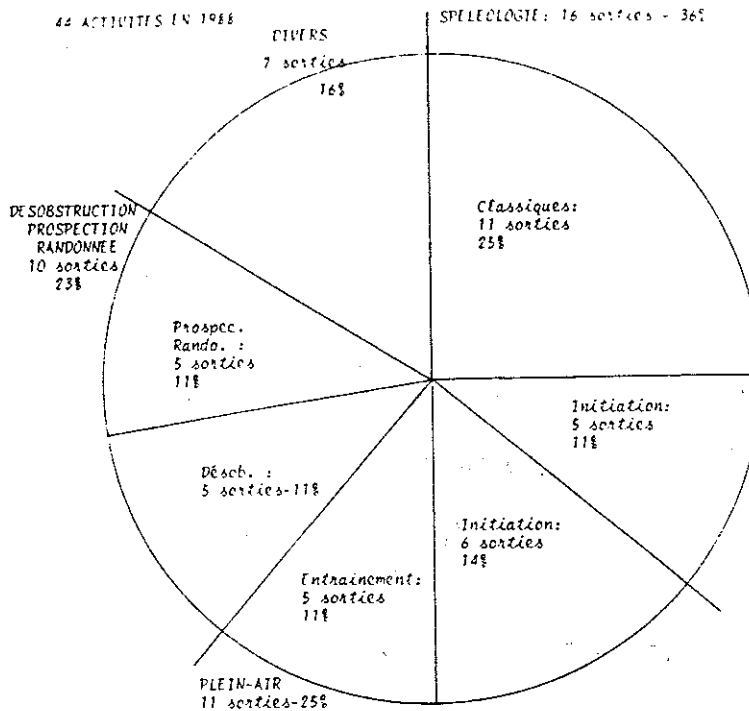 44 ACTIVITES EN 1988
SPELEOLOGIE: 16 sorties - 36%
DIVERS
7 sorties
16%
Classiques:
11 sorties
25%
DESOBSTRUCTION
PROSPECTION
RANDONNEE
10 sorties
23%
Prospec.
Rando. :
5 sorties
11%
Initiation:
5 sorties
11%
Désob. :
5 sorties-11%
Initiation:
6 sorties
14%
Entrainement:
5 sorties
11%
PLEIN-AIR
11 sorties-25%